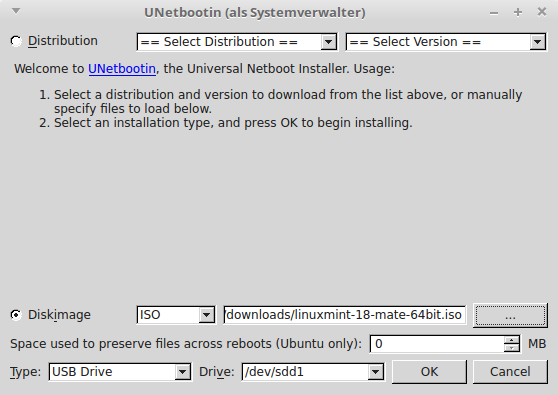 UNetbootin (als Systemverwalter)
Distribution == Select Distribution == == Select Version ==
Welcome to UNetbootin, the Universal Netboot Installer. Usage:
1. Select a distribution and version to download from the list above, or manually
specify files to load below.
2. Select an installation type, and press OK to begin installing.
Diskimage ISO /downloads/linuxmint-18-mate-64bit.iso ...
Space used to preserve files across reboots (Ubuntu only): 0 MB
Type: USB Drive Drive: /dev/sdd1 OK Cancel